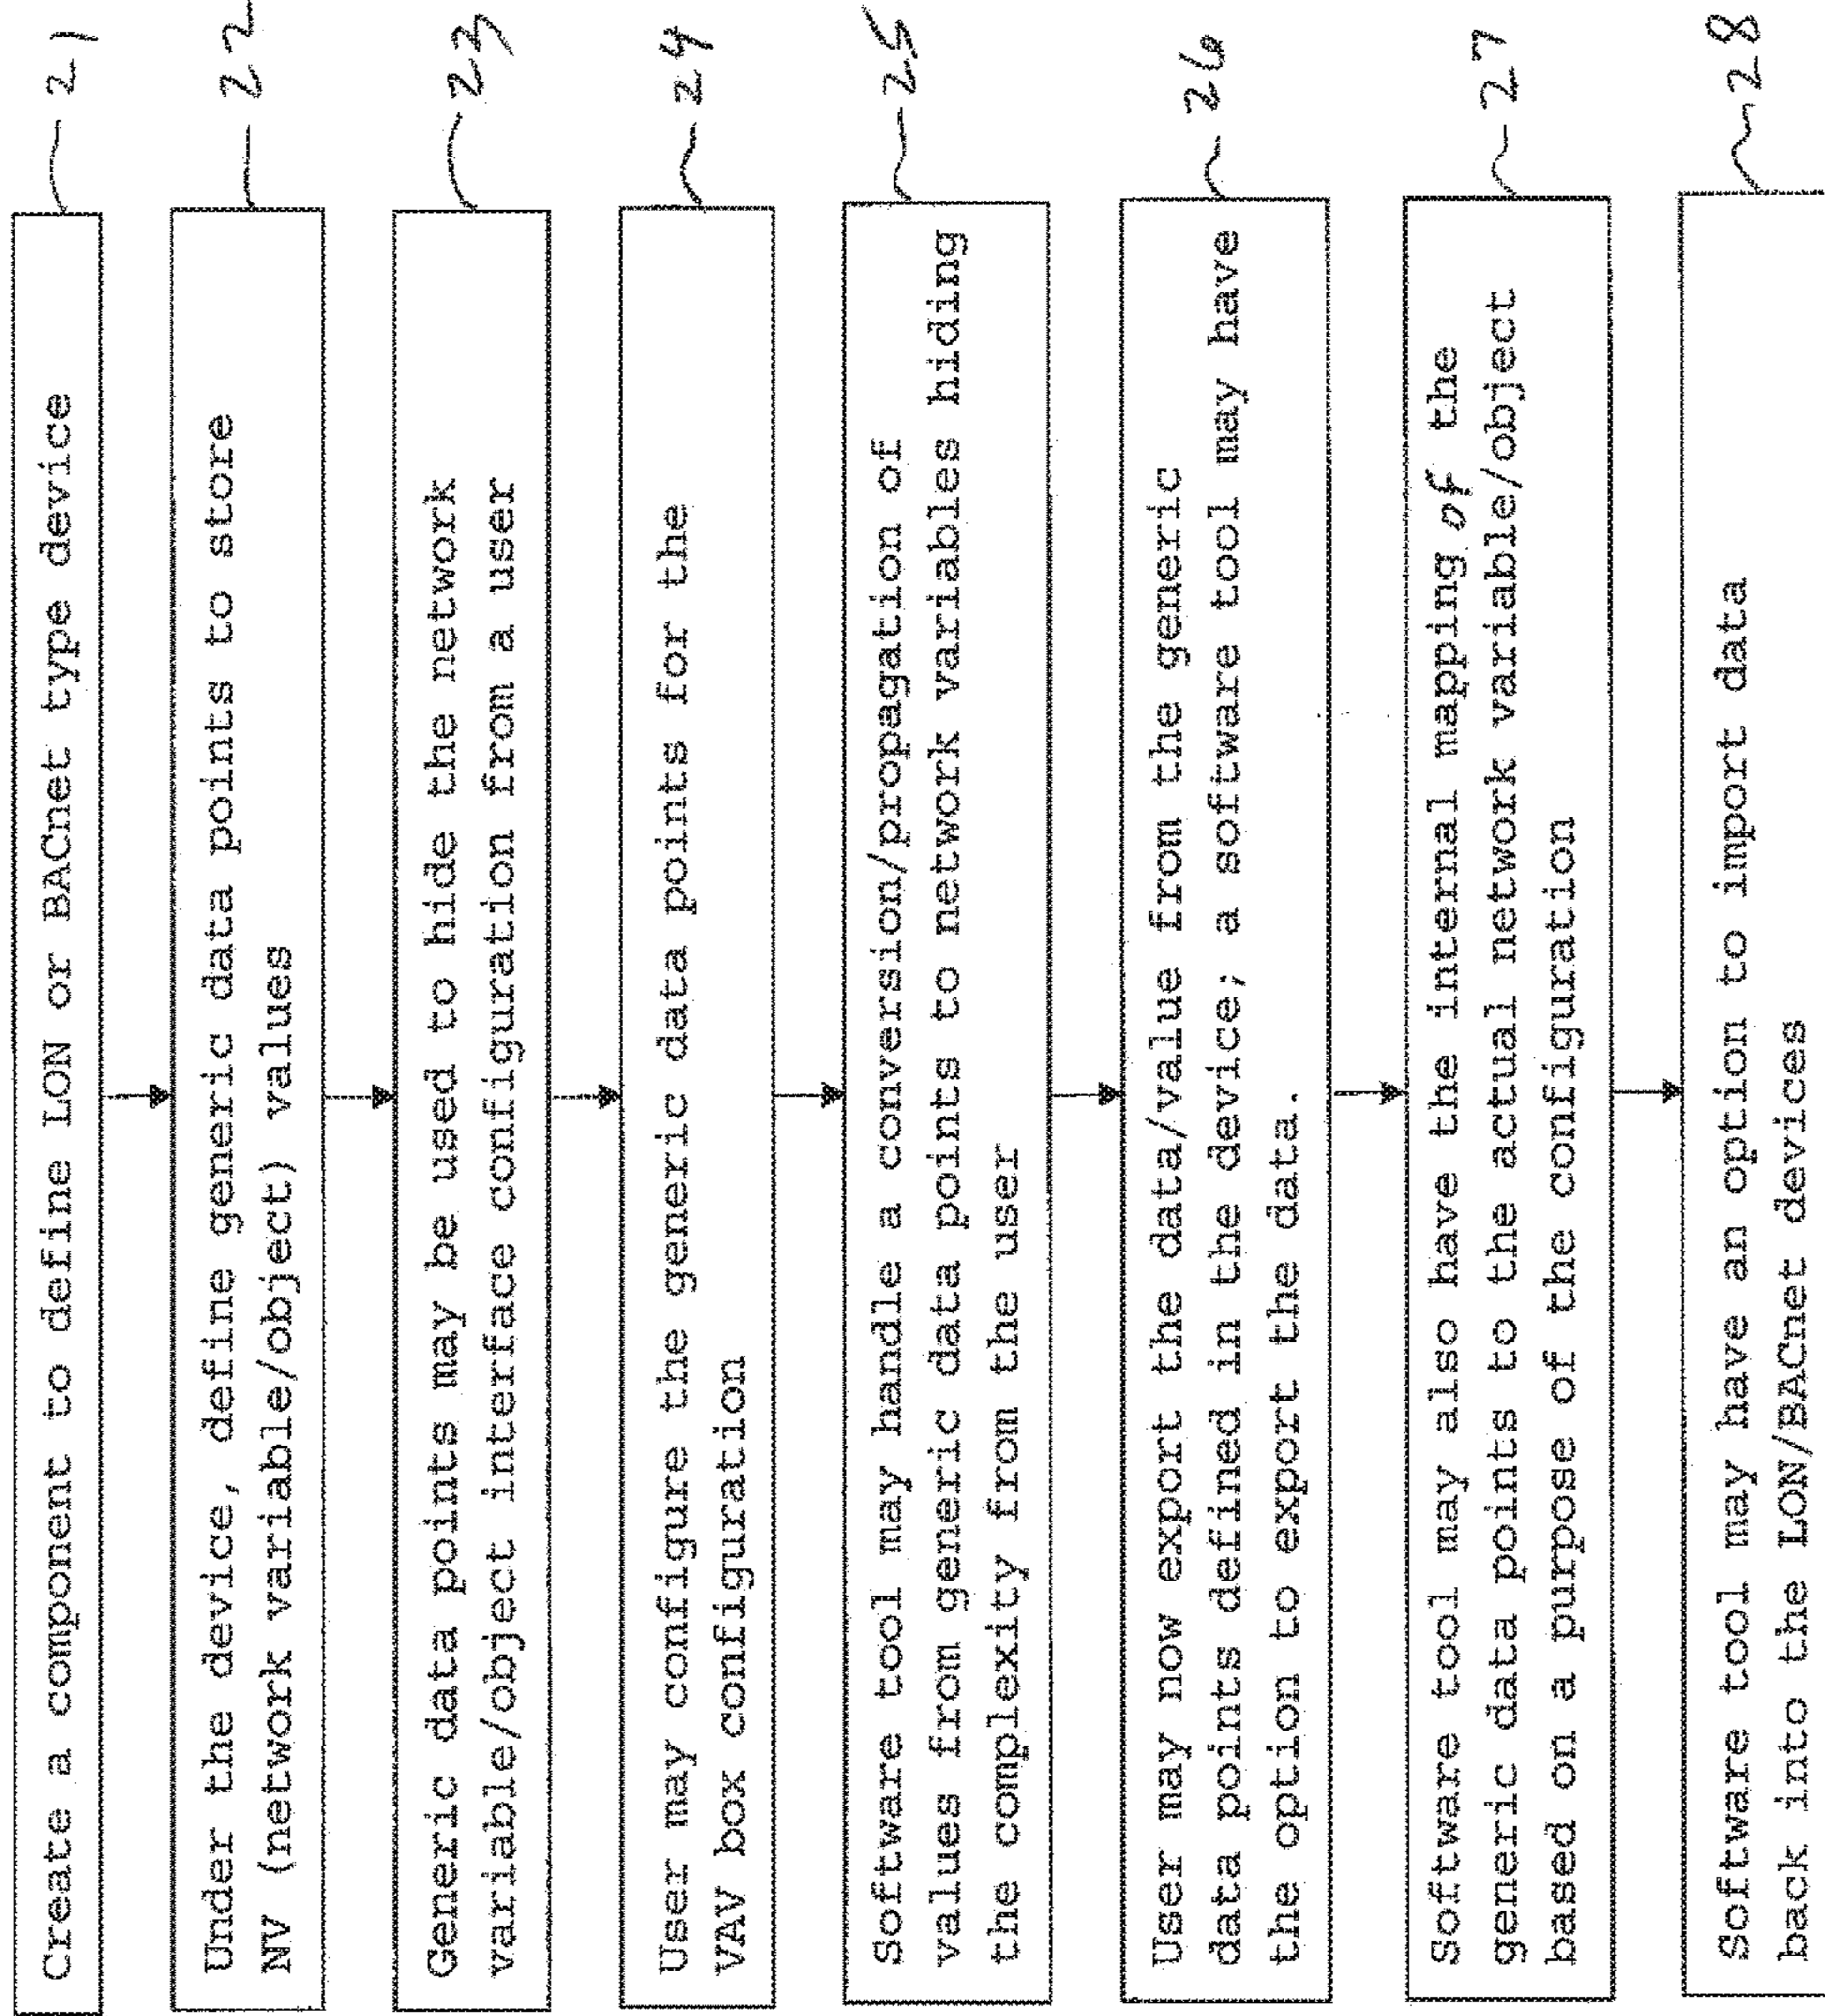 Create a component to define LON or BACnet type device
21
Under the device, define generic data points to store
NV (network variable/object) values
22
Generic data points may be used to hide the network
variable/object interface configuration from a user
23
User may configure the generic data points for the
VAV box configuration
24
Software tool may handle a conversion/propagation of
values from generic data points to network variables hiding
the complexity from the user
25
User may now export the data/value from the generic
data points defined in the device; a software tool may have
the option to export the data.
26
Software tool may also have the internal mapping of the
generic data points to the actual network variable/object
based on a purpose of the configuration
27
Software tool may have an option to import data
back into the LON/BACnet devices
28